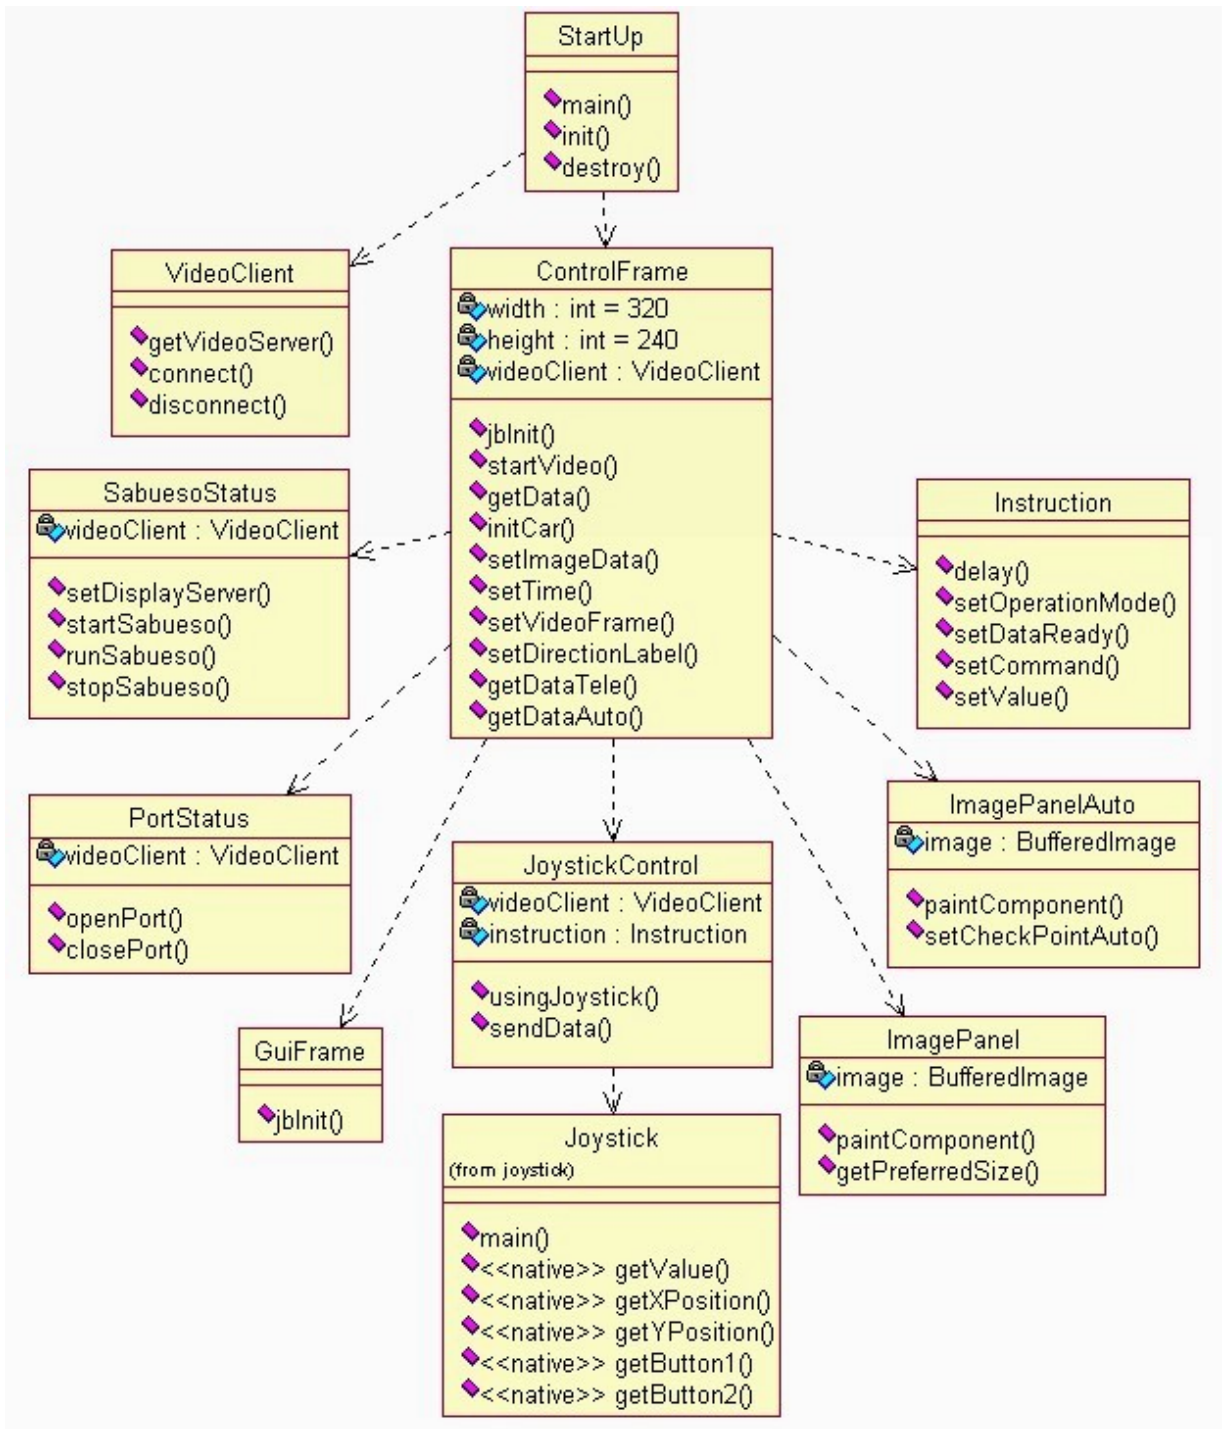 StartUp
main()
init()
destroy()
VideoClient
getVideoServer()
connect()
disconnect()
ControlFrame
width : int = 320
height : int = 240
videoClient : VideoClient
jbInit()
startVideo()
getData()
initCar()
setImageData()
setTime()
setVideoFrame()
setDirectionLabel()
getDataTele()
getDataAuto()
SabuesoStatus
videoClient : VideoClient
setDisplayServer()
startSabueso()
runSabueso()
stopSabueso()
Instruction
delay()
setOperationMode()
setDataReady()
setCommand()
setValue()
PortStatus
videoClient : VideoClient
openPort()
closePort()
JoystickControl
videoClient : VideoClient
instruction : Instruction
usingJoystick()
sendData()
ImagePanelAuto
image : BufferedImage
paintComponent()
setCheckPointAuto()
GuiFrame
jbInit()
ImagePanel
image : BufferedImage
paintComponent()
getPreferredSize()
Joystick
(from joystick)
main()
<<native>> getValue()
<<native>> getXPosition()
<<native>> getYPosition()
<<native>> getButton1()
<<native>> getButton2()